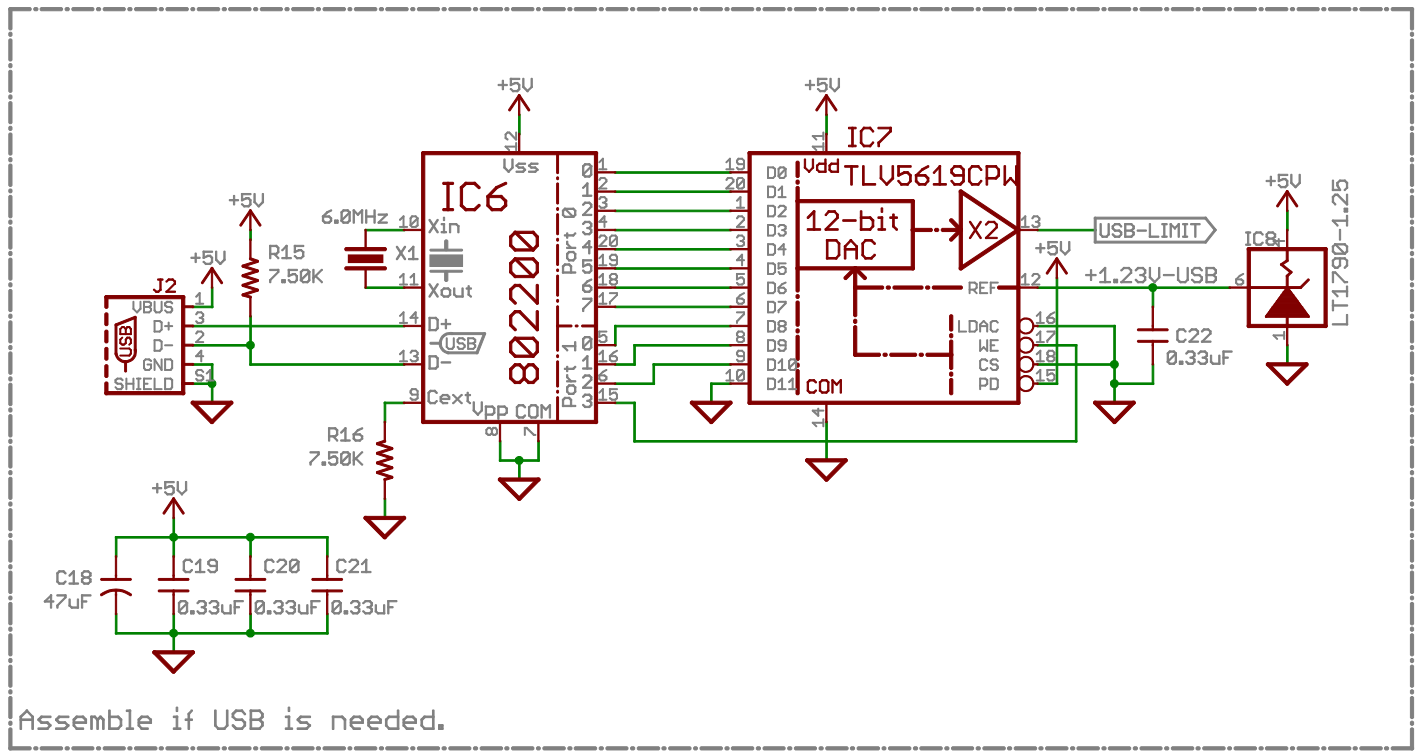 +5V
+5V
IC7
12
11
Vss
Vdd
TLV5619CPW
IC6
8082200
Port 0
0 1
1 2
2 3
3 4
4 20
5 19
6 18
7 17
Port 1
0 5
1 16
2 6
3 15
19 D0
20 D1
1 D2
2 D3
3 D4
4 D5
5 D6
6 D7
7 D8
8 D9
9 D10
10 D11
12-bit
DAC
X2
13
USB-LIMIT
12
REF
+1.23V-USB
+5V
LDAC 16
WE 17
CS 18
PD 15
COM
14
C22
0.33uF
+5V
IC8
4
6
1
LT1790-1.25
+5V
R15
7.50K
+5V
6.0MHz
X1
10 Xin
11 Xout
14 D+
USB
13 D-
9 Cext
VPP COM
8
7
J2
USB
VBUS 1
D+ 3
D- 2
GND 4
SHIELD S1
R16
7.50K
+5V
C18
47uF
C19
0.33uF
C20
0.33uF
C21
0.33uF
Assemble if USB is needed.